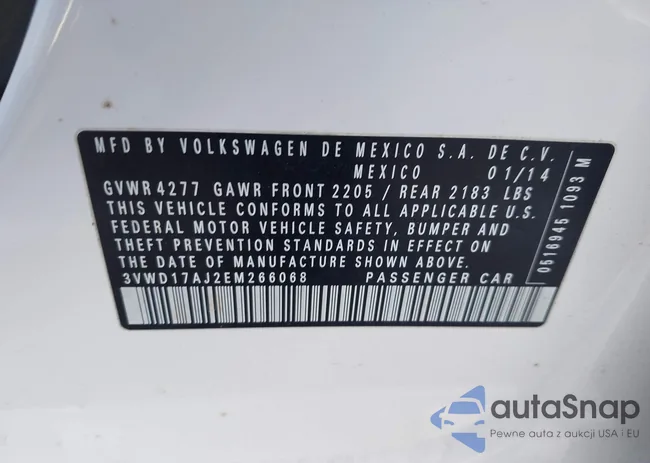 MFD BY VOLKSWAGEN DE MEXICO S.A. DE C.V.
MEXICO 01/14
GVWR 4277 GAWR FRONT 2205 / REAR 2183 LBS
THIS VEHICLE CONFORMS TO ALL APPLICABLE U.S.
FEDERAL MOTOR VEHICLE SAFETY, BUMPER AND
THEFT PREVENTION STANDARDS IN EFFECT ON
THE DATE OF MANUFACTURE SHOWN ABOVE.
3VWD17AJ2EM266068 PASSENGER CAR
0516945 1093 M
autoSnap
Pewne auta z aukcji USA i EU